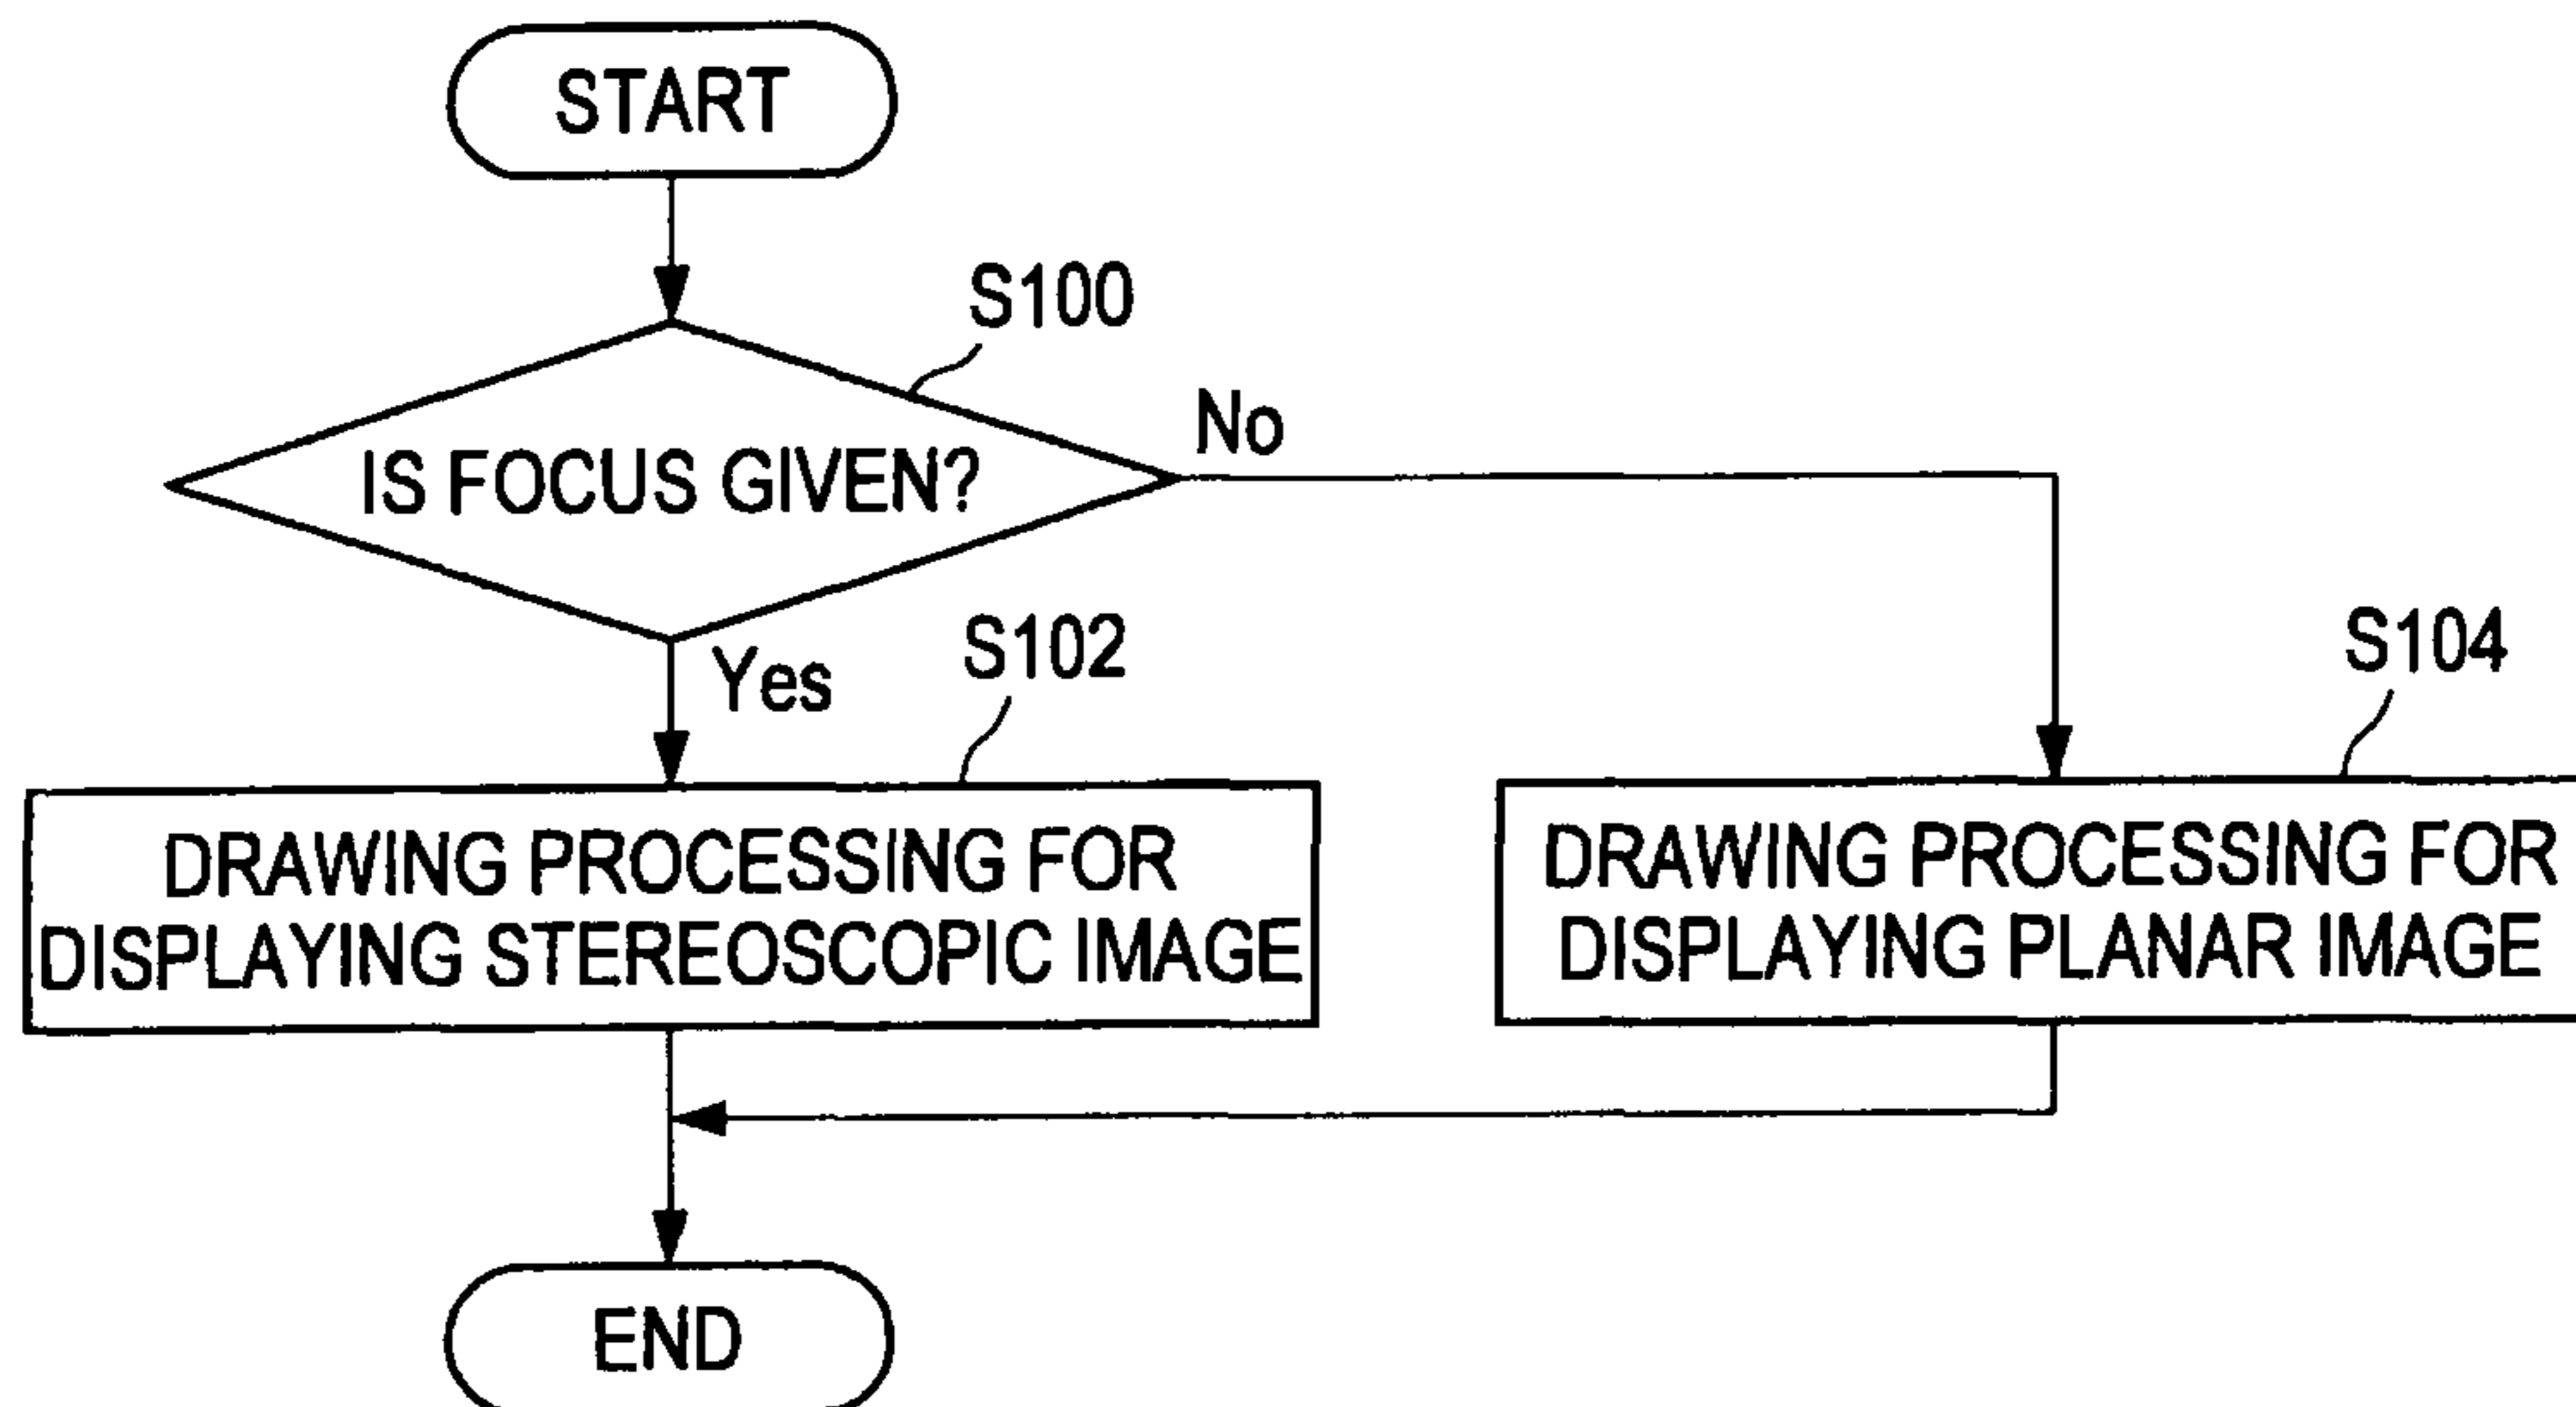 START
S100
IS FOCUS GIVEN?
No
Yes
S102
S104
DRAWING PROCESSING FOR
DISPLAYING STEREOSCOPIC IMAGE
DRAWING PROCESSING FOR
DISPLAYING PLANAR IMAGE
END